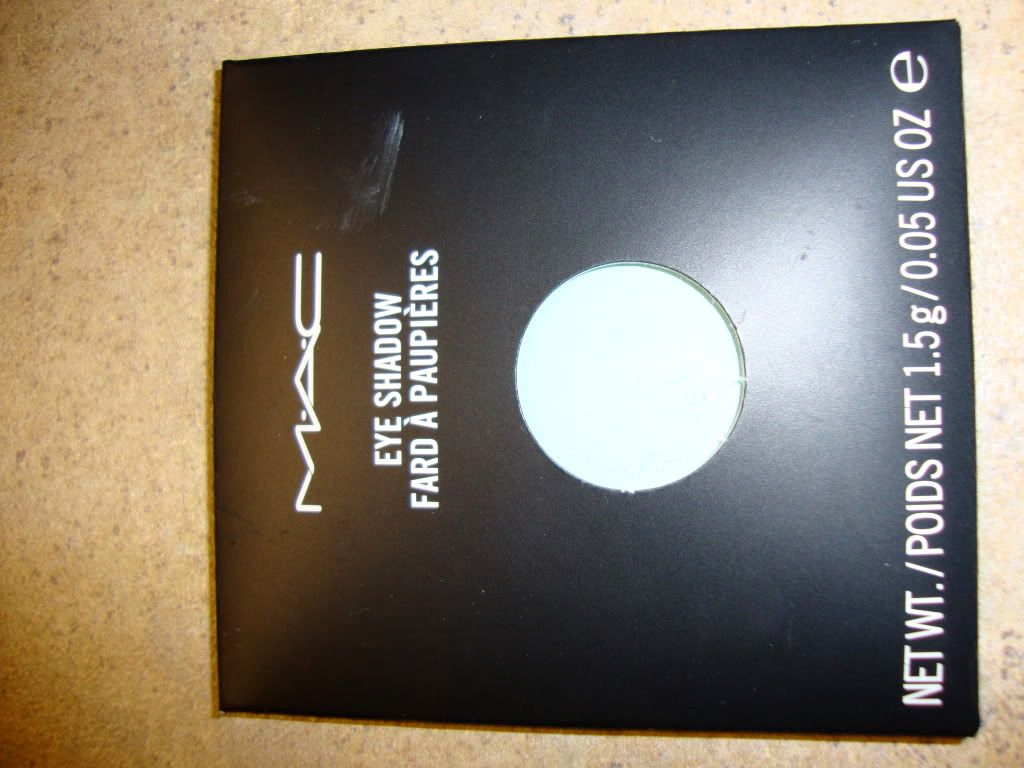 M·A·C
EYE SHADOW
FARD À PAUPIÈRES
NET WT. / POIDS NET 1.5 g / 0.05 US OZ ℮